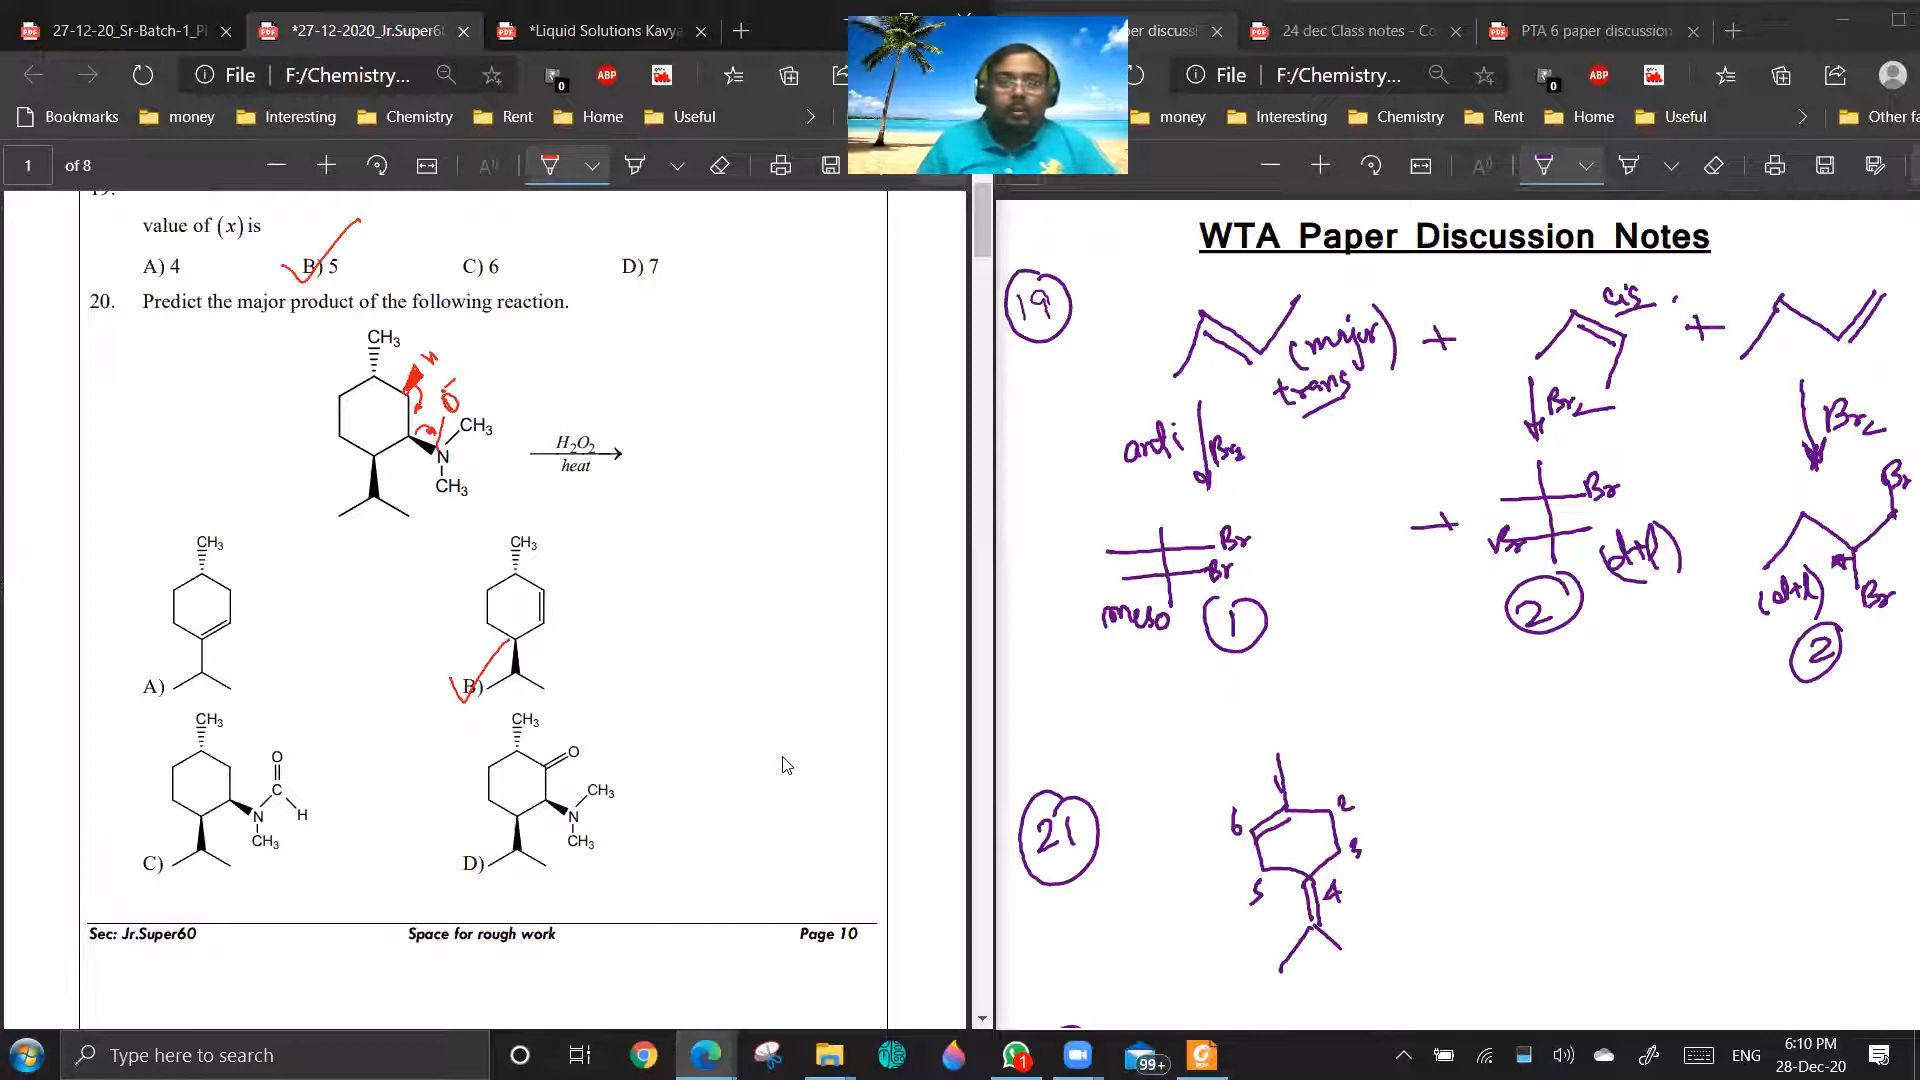 27-12-20_Sr-Batch-1_P
*27-12-2020_Jr.Super6
*Liquid Solutions Kavya
er discussi
24 dec Class notes - Co
PTA 6 paper discussion
File
F:/Chemistry...
0
ABP
File
F:/Chemistry...
0
ABP
Bookmarks
money
Interesting
Chemistry
Rent
Home
Useful
money
Interesting
Chemistry
Rent
Home
Useful
Other fa
1
of 8
19.
value of (x) is
A) 4
B) 5
C) 6
D) 7
20. Predict the major product of the following reaction.
CH3
H
O-
CH3
N
CH3
H2O2
heat
CH3
CH3
A)
B)
CH3
CH3
O
O
C
H
N
CH3
CH3
N
CH3
C)
D)
Sec: Jr.Super60
Space for rough work
Page 10
WTA Paper Discussion Notes
19
(major)
trans
+
cis
+
anti
Br2
Br2
Br2
Br
Br
meso
1
+
Br
Br
(d+l)
2
Br
Br
(d+l)
2
21
6
2
3
5
4
Type here to search
1
99+
ENG
6:10 PM
28-Dec-20